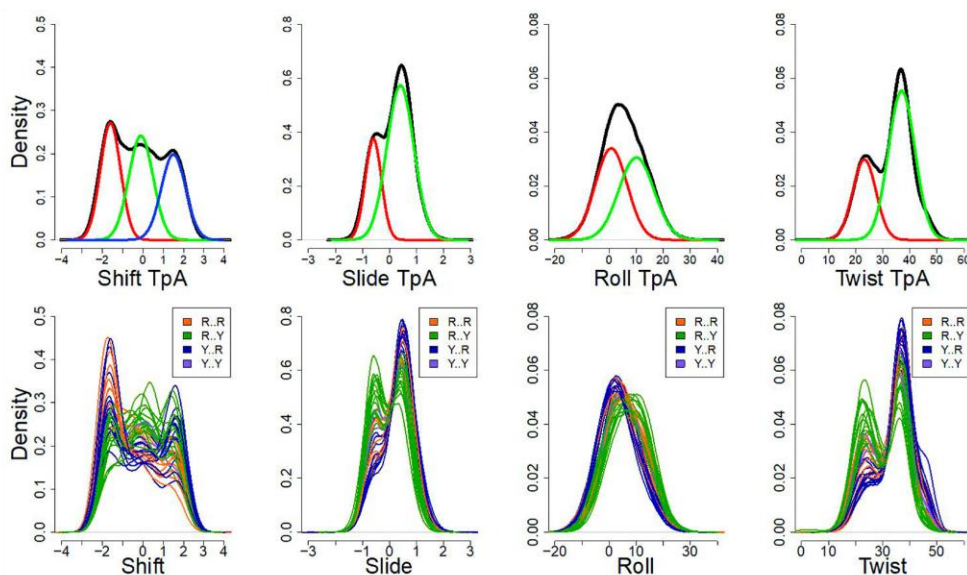 Density
0.5
0.4
0.3
0.2
0.1
0.0
−4 −2 0 1 2 3 4
Shift TpA
0.8
0.6
0.4
0.2
0.0
−3 −1 0 1 2 3
Slide TpA
0.08
0.06
0.04
0.02
0.00
−20 0 10 20 30 40
Roll TpA
0.08
0.06
0.04
0.02
0.00
0 10 20 30 40 50 60
Twist TpA
Density
0.5
0.4
0.3
0.2
0.1
0.0
R..R
R..Y
Y..R
Y..Y
−4 −2 0 1 2 3 4
Shift
0.8
0.6
0.4
0.2
0.0
R..R
R..Y
Y..R
Y..Y
−3 −1 0 1 2 3
Slide
0.08
0.06
0.04
0.02
0.00
R..R
R..Y
Y..R
Y..Y
−20 0 10 20 40
Roll
0.08
0.06
0.04
0.02
0.00
R..R
R..Y
Y..R
Y..Y
0 10 30 50
Twist